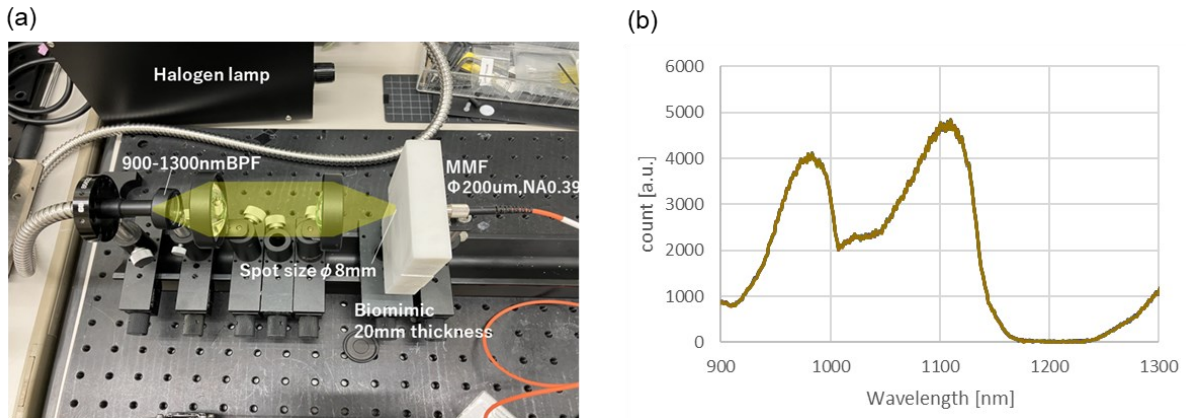 (a)
Halogen lamp
900-1300nmBPF
MMF
Φ200um,NA0.39
Spot size φ8mm
Biomimic
20mm thickness
(b)
6000
5000
4000
3000
2000
1000
0
count [a.u.]
900
1000
1100
1200
1300
Wavelength [nm]